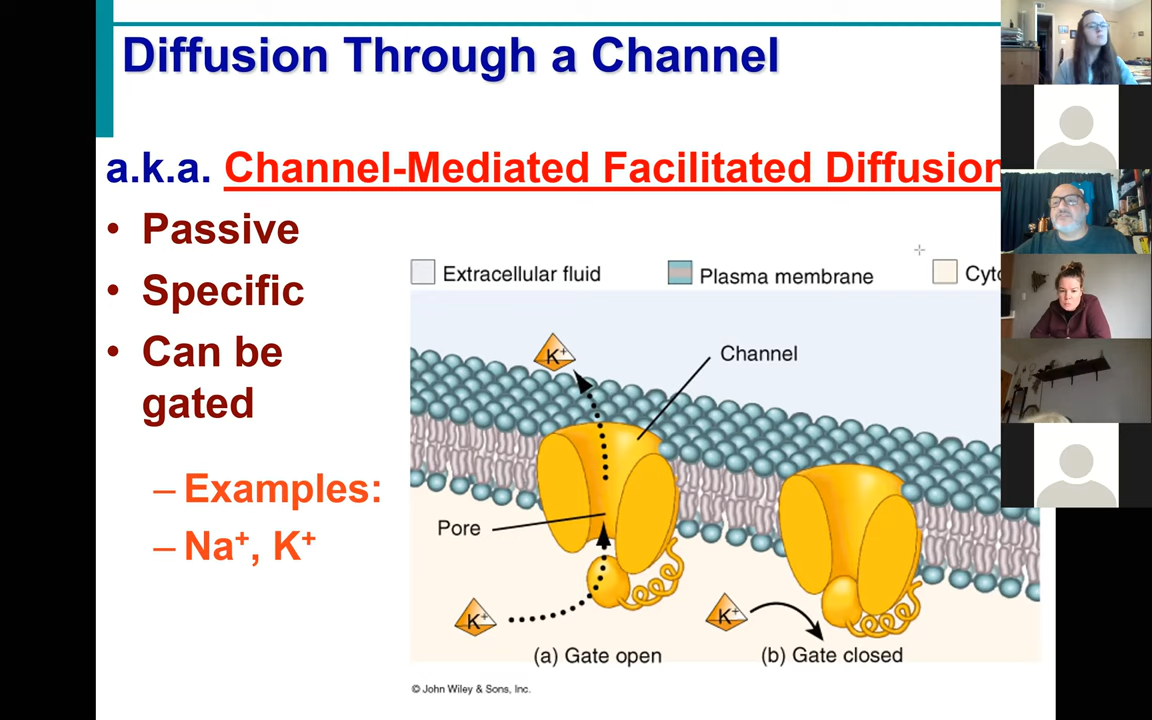 Diffusion Through a Channel
a.k.a. Channel-Mediated Facilitated Diffusion
• Passive
• Specific
• Can be
gated
– Examples:
– Na⁺, K⁺
Extracellular fluid
Plasma membrane
K⁺
Channel
Pore
K⁺
K⁺
(a) Gate open
(b) Gate closed
© John Wiley & Sons, Inc.